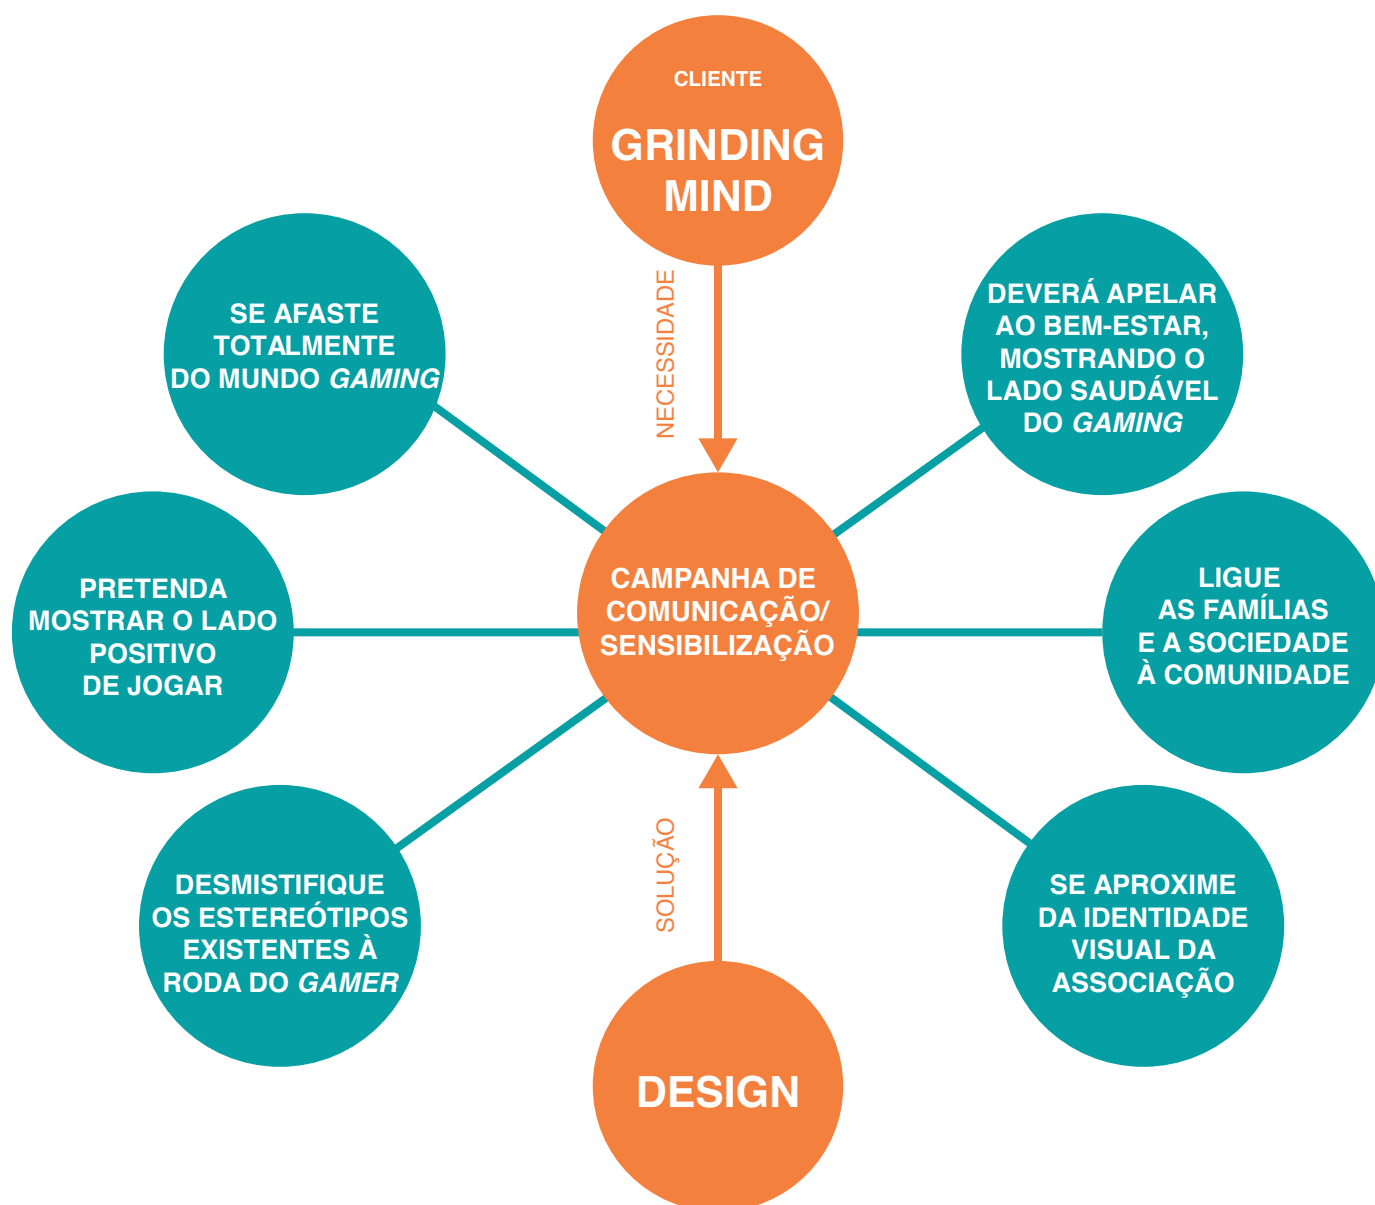 CLIENTE
GRINDING
MIND
NECESSIDADE
SE AFASTE
TOTALMENTE
DO MUNDO GAMING
DEVERÁ APELAR
AO BEM-ESTAR,
MOSTRANDO O
LADO SAUDÁVEL
DO GAMING
PRETENDA
MOSTRAR O LADO
POSITIVO
DE JOGAR
CAMPANHA DE
COMUNICAÇÃO/
SENSIBILIZAÇÃO
LIGUE
AS FAMÍLIAS
E A SOCIEDADE
À COMUNIDADE
DESMISTIFIQUE
OS ESTEREÓTIPOS
EXISTENTES À
RODA DO GAMER
SOLUÇÃO
SE APROXIME
DA IDENTIDADE
VISUAL DA
ASSOCIAÇÃO
DESIGN